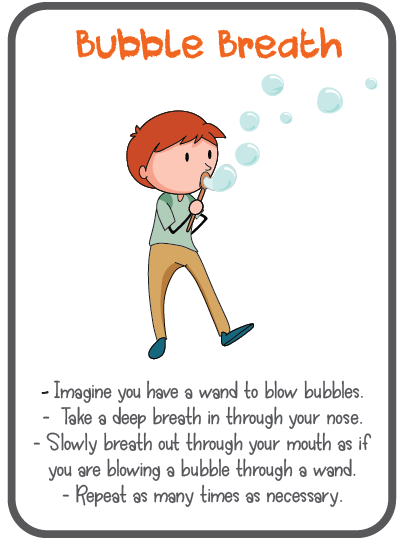 Bubble Breath
- Imagine you have a wand to blow bubbles.
- Take a deep breath in through your nose.
- Slowly breath out through your mouth as if
you are blowing a bubble through a wand.
- Repeat as many times as necessary.